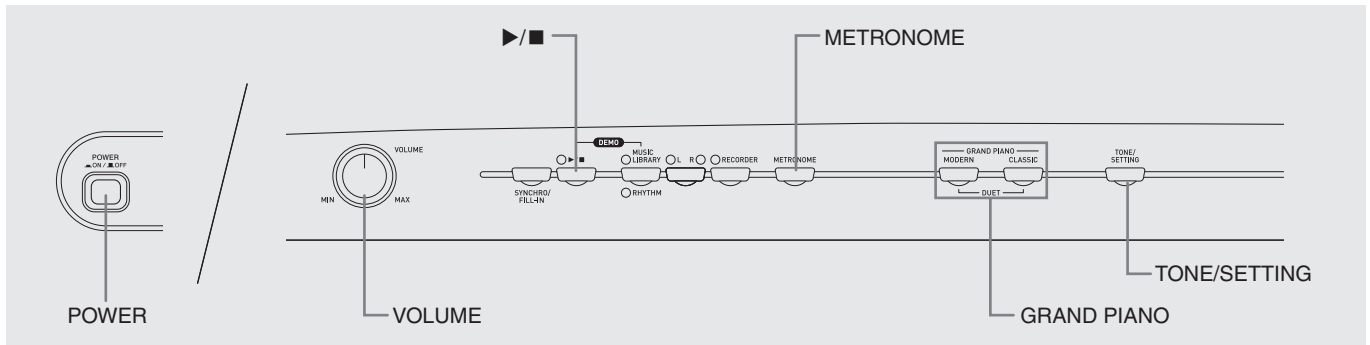 ▶/■
METRONOME
POWER
ON / OFF
VOLUME
MIN
MAX
DEMO
▶/■
MUSIC
LIBRARY
L R
RECORDER
METRONOME
SYNCHRO/
FILL-IN
RHYTHM
GRAND PIANO
MODERN
CLASSIC
DUET
TONE/
SETTING
POWER
VOLUME
GRAND PIANO
TONE/SETTING